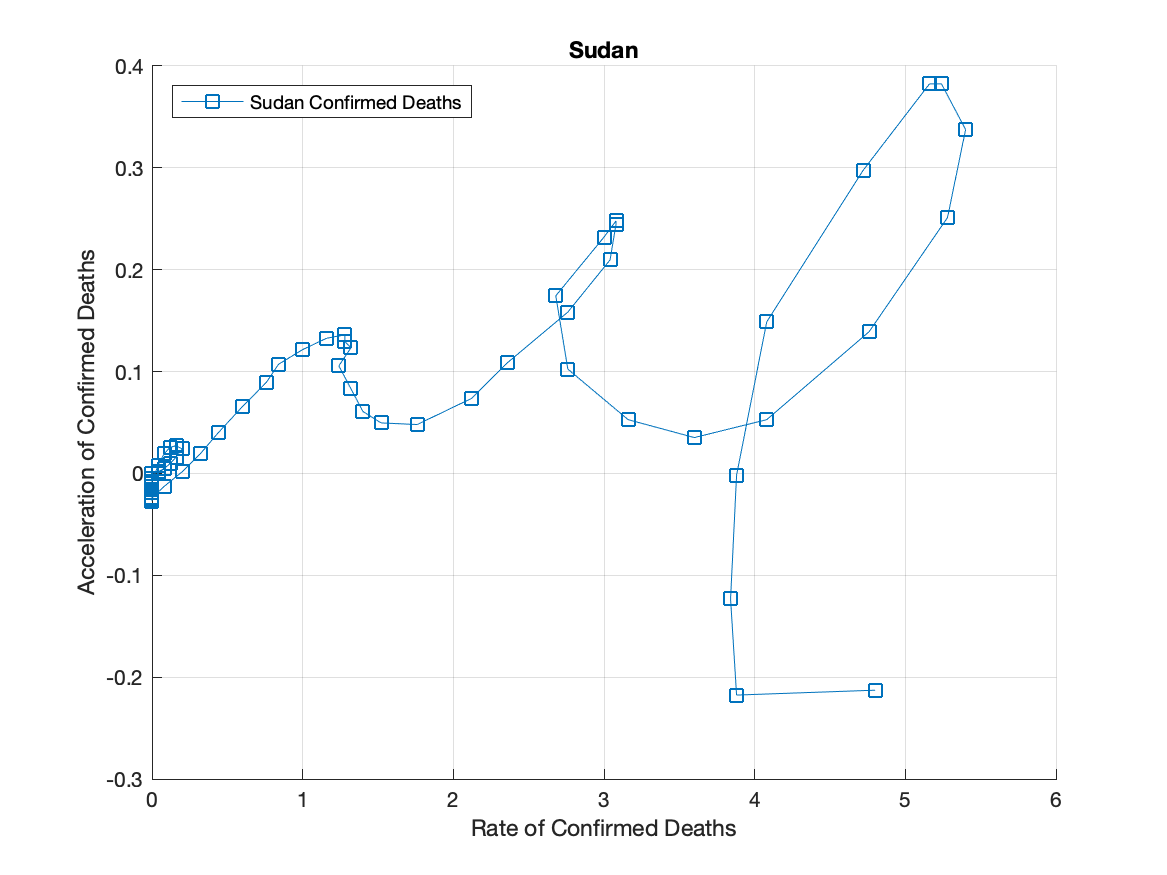 Sudan
Sudan Confirmed Deaths
Acceleration of Confirmed Deaths
0.4
0.3
0.2
0.1
0
-0.1
-0.2
-0.3
0 1 2 3 4 5 6
Rate of Confirmed Deaths